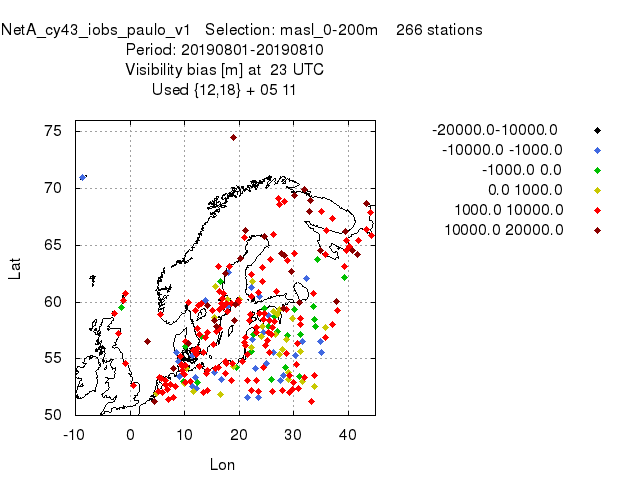 NetA_cy43_iobs_paulo_v1 Selection: masl_0-200m 266 stations
Period: 20190801-20190810
Visibility bias [m] at 23 UTC
Used {12,18} + 05 11
-20000.0-10000.0
-10000.0 -1000.0
-1000.0 0.0
0.0 1000.0
1000.0 10000.0
10000.0 20000.0
75
70
65
60
55
50
Lat
-10 0 10 20 30 40
Lon